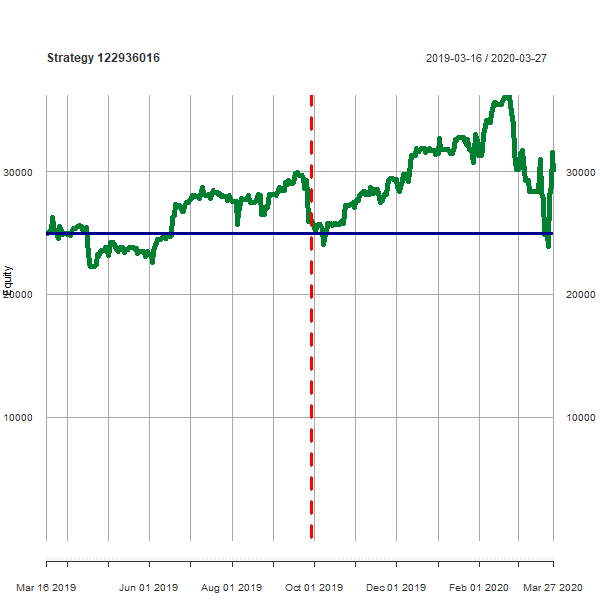 Strategy 122936016
2019-03-16 / 2020-03-27
30000
30000
Equity
20000
20000
10000
10000
Mar 16 2019
Jun 01 2019
Aug 01 2019
Oct 01 2019
Dec 01 2019
Feb 01 2020
Mar 27 2020